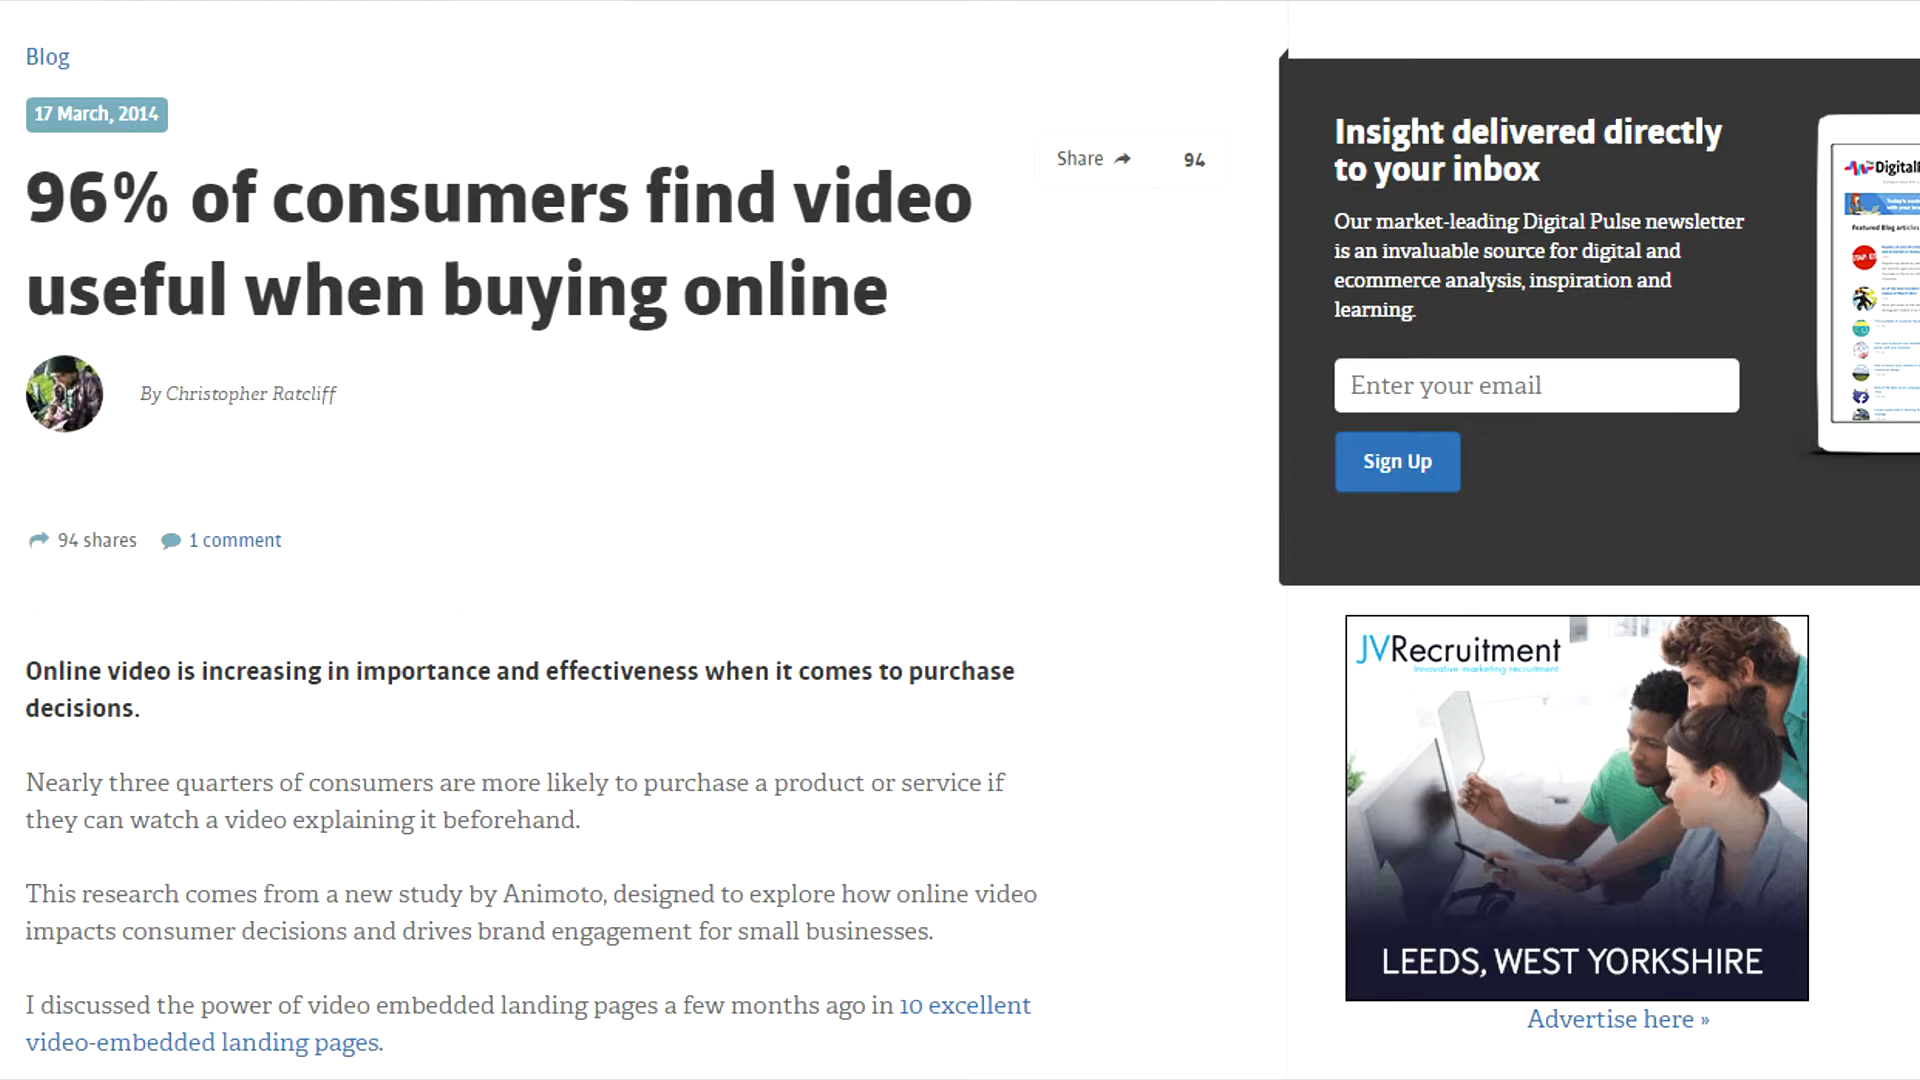 Blog
17 March, 2014
96% of consumers find video
useful when buying online
Share 94
By Christopher Ratcliff
94 shares 1 comment
Online video is increasing in importance and effectiveness when it comes to purchase
decisions.
Nearly three quarters of consumers are more likely to purchase a product or service if
they can watch a video explaining it beforehand.
This research comes from a new study by Animoto, designed to explore how online video
impacts consumer decisions and drives brand engagement for small businesses.
I discussed the power of video embedded landing pages a few months ago in 10 excellent
video-embedded landing pages.
Insight delivered directly
to your inbox
Our market-leading Digital Pulse newsletter
is an invaluable source for digital and
ecommerce analysis, inspiration and
learning.
Enter your email
Sign Up
Featured Blog articles
JVRecruitment
innovative marketing recruitment
LEEDS, WEST YORKSHIRE
Advertise here »